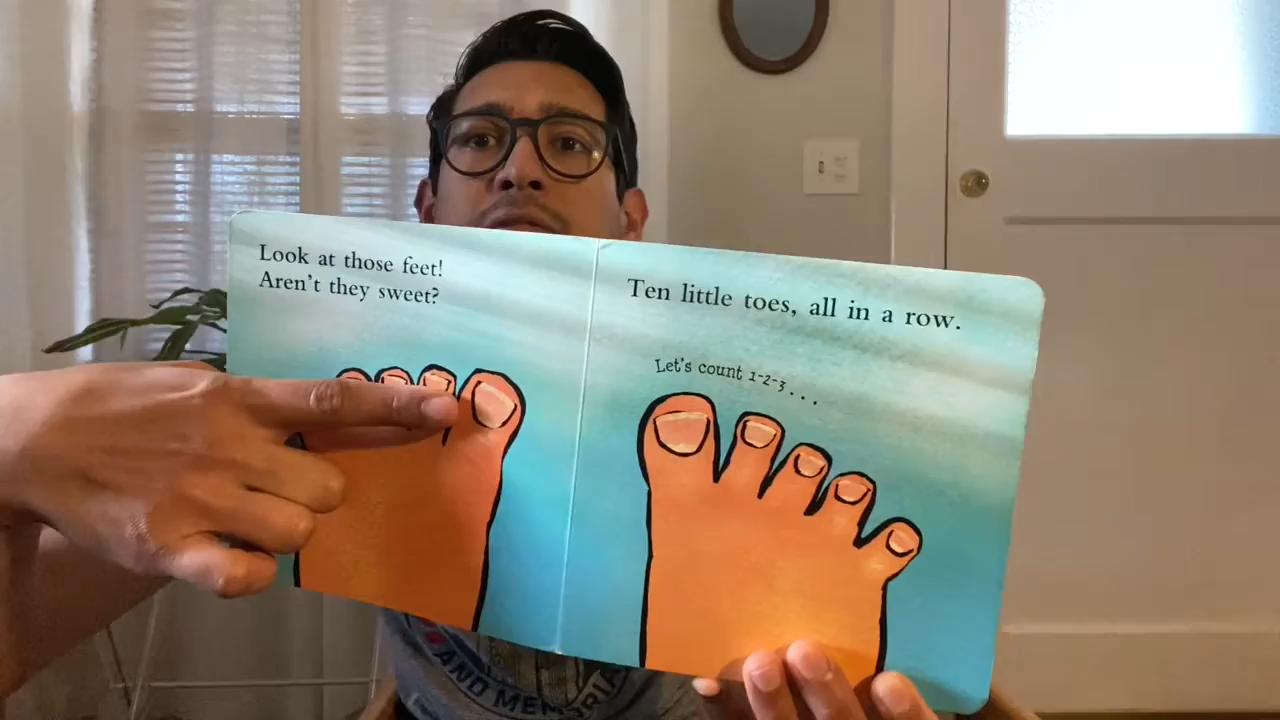 Look at those feet!
Aren't they sweet?
Ten little toes, all in a row.
Let's count 1-2-3...
AND